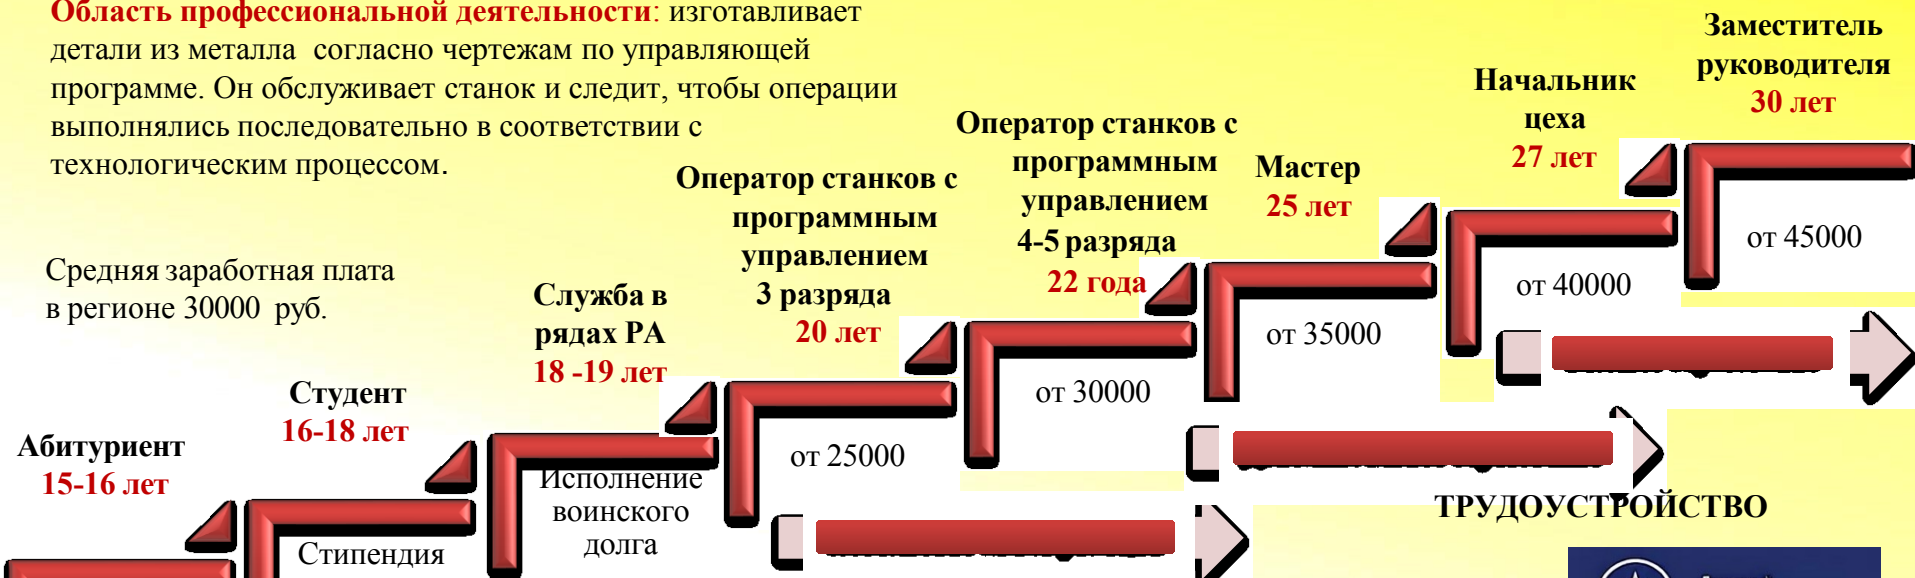 Область профессиональной деятельности: изготавливает
детали из металла согласно чертежам по управляющей
программе. Он обслуживает станок и следит, чтобы операции
выполнялись последовательно в соответствии с
технологическим процессом.
Средняя заработная плата
в регионе 30000 руб.
Абитуриент
15-16 лет
Студент
16-18 лет
Стипендия
Служба в
рядах РА
18 -19 лет
Исполнение
воинского
долга
Оператор станков с
программным
управлением
3 разряда
20 лет
от 25000
Оператор станков с
программным
управлением
4-5 разряда
22 года
от 30000
Мастер
25 лет
от 35000
Начальник
цеха
27 лет
от 40000
Заместитель
руководителя
30 лет
от 45000
ТРУДОУСТРОЙСТВО